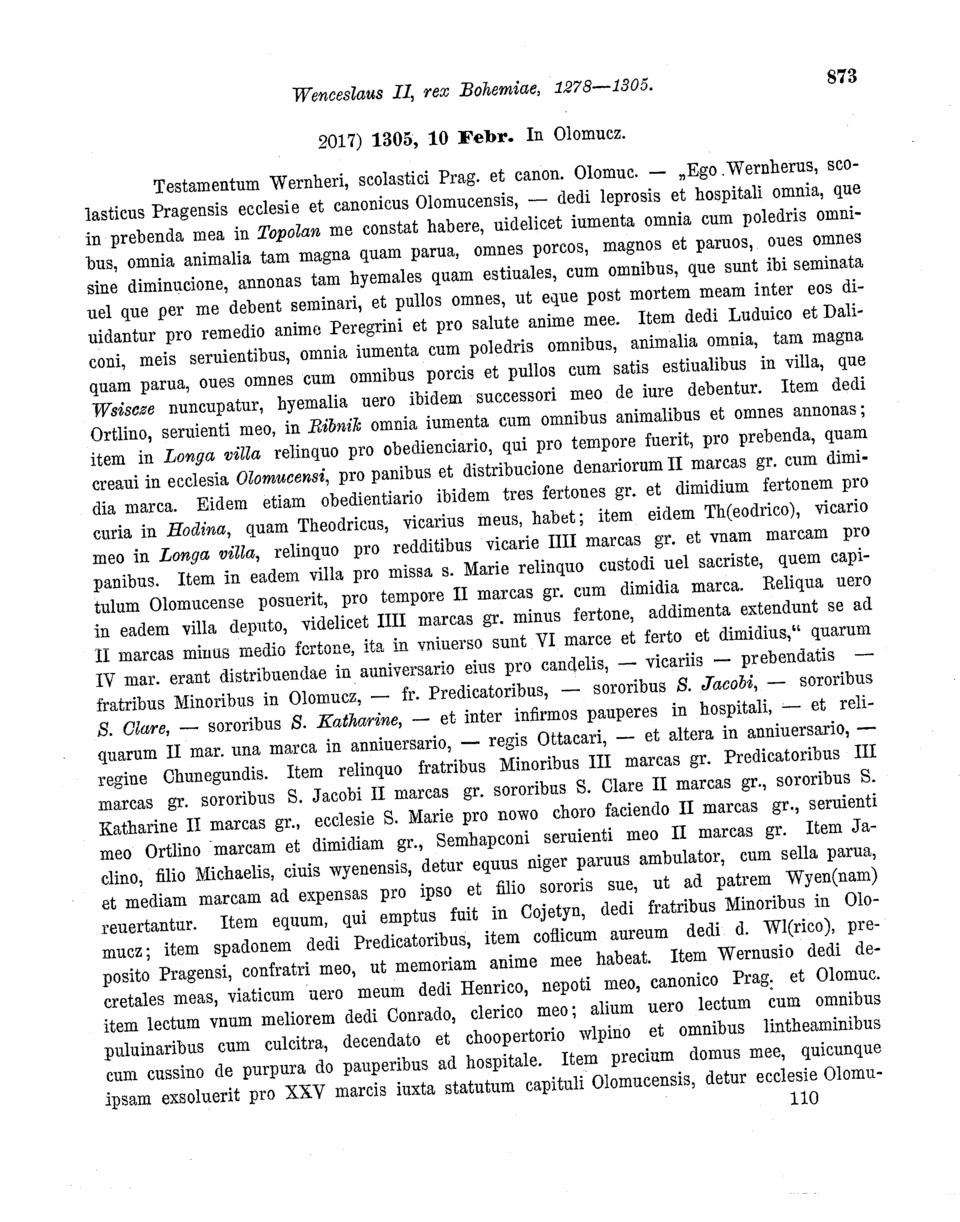 Wenceslaus II, rex Bohemiae, 1278—1305.
873
2017) 1305, 10 Febr. In Olomucz.
Testamentum Wernheri, scolastici Prag. et canon. Olomuc. — „Ego Wernherus, sco-
lasticus Pragensis ecclesie et canonicus Olomucensis, — dedi leprosis et hospitali omnia, que
in prebenda mea in Topolan me constat habere, uidelicet iumenta omnia cum poledris omni-
bus, omnia animalia tam magna quam parua, omnes porcos, magnos et paruos, oues omnes
sine diminucione, annonas tam hyemales quam estiuales, cum omnibus, que sunt ibi seminata
uel que per me debent seminari, et pullos omnes, ut eque post mortem meam inter eos di-
uidantur pro remedio anime Peregrini et pro salute anime mee. Item dedi Luduico et Dali-
coni, meis seruientibus, omnia iumenta cum poledris omnibus, animalia omnia, tam magna
quam parua, oues omnes cum omnibus porcis et pullos cum satis estiualibus in villa, que
Wsiscze nuncupatur, hyemalia uero ibidem successori meo de iure debentur. Item dedi
Ortlino, seruienti meo, in Ribnik omnia iumenta cum omnibus animalibus et omnes annonas;
item in Longa villa relinquo pro obedienciario, qui pro tempore fuerit, pro prebenda, quam
creaui in ecclesia Olomucensi, pro panibus et distribucione denariorum II marcas gr. cum dimi-
dia marca. Eidem etiam obedientiario ibidem tres fertones gr. et dimidium fertonem pro
curia in Hodina, quam Theodricus, vicarius meus, habet; item eidem Th(eodrico), vicario
meo in Longa villa, relinquo pro redditibus vicarie IIII marcas gr. et vnam marcam pro
panibus. Item in eadem villa pro missa s. Marie relinquo custodi uel sacriste, quem capi-
tulum Olomucense posuerit, pro tempore II marcas gr. cum dimidia marca. Reliqua uero
in eadem villa deputo, videlicet IIII marcas gr. minus fertone, addimenta extendunt se ad
II marcas minus medio fertone, ita in vniuerso sunt VI marce et ferto et dimidius,“ quarum
IV mar. erant distribuendae in anniversario eius pro candelis, — vicariis — prebendatis —
fratribus Minoribus in Olomucz, — fr. Predicatoribus, — sororibus S. Jacobi, — sororibus
S. Clare, — sororibus S. Katharine, — et inter infirmos pauperes in hospitali, — et reli-
quarum II mar. una marca in anniuersario, — regis Ottacari, — et altera in anniuersario, —
regine Chunegundis. Item relinquo fratribus Minoribus III marcas gr. Predicatoribus III
marcas gr. sororibus S. Jacobi II marcas gr. sororibus S. Clare II marcas gr., sororibus S.
Katharine II marcas gr., ecclesie S. Marie pro nowo choro faciendo II marcas gr., seruienti
meo Ortlino marcam et dimidiam gr., Semhapconi seruienti meo II marcas gr. Item Ja-
clino, filio Michaelis, ciuis wyenensis, detur equus niger paruus ambulator, cum sella parua,
et mediam marcam ad expensas pro ipso et filio sororis sue, ut ad patrem Wyen(nam)
reuertantur. Item equum, qui emptus fuit in Cojetyn, dedi fratribus Minoribus in Olo-
mucz; item spadonem dedi Predicatoribus, item coflicum aureum dedi d. Wl(rico), pre-
posito Pragensi, confratri meo, ut memoriam anime mee habeat. Item Wernusio dedi de-
cretales meas, viaticum uero meum dedi Henrico, nepoti meo, canonico Prag. et Olomuc.
item lectum vnum meliorem dedi Conrado, clerico meo; alium uero lectum cum omnibus
puluinaribus cum culcitra, decendato et choopertorio wlpino et omnibus lintheaminibus
cum cussino de purpura do pauperibus ad hospitale. Item precium domus mee, quicunque
ipsam exsoluerit pro XXV marcis iuxta statutum capituli Olomucensis, detur ecclesie Olomu-
110